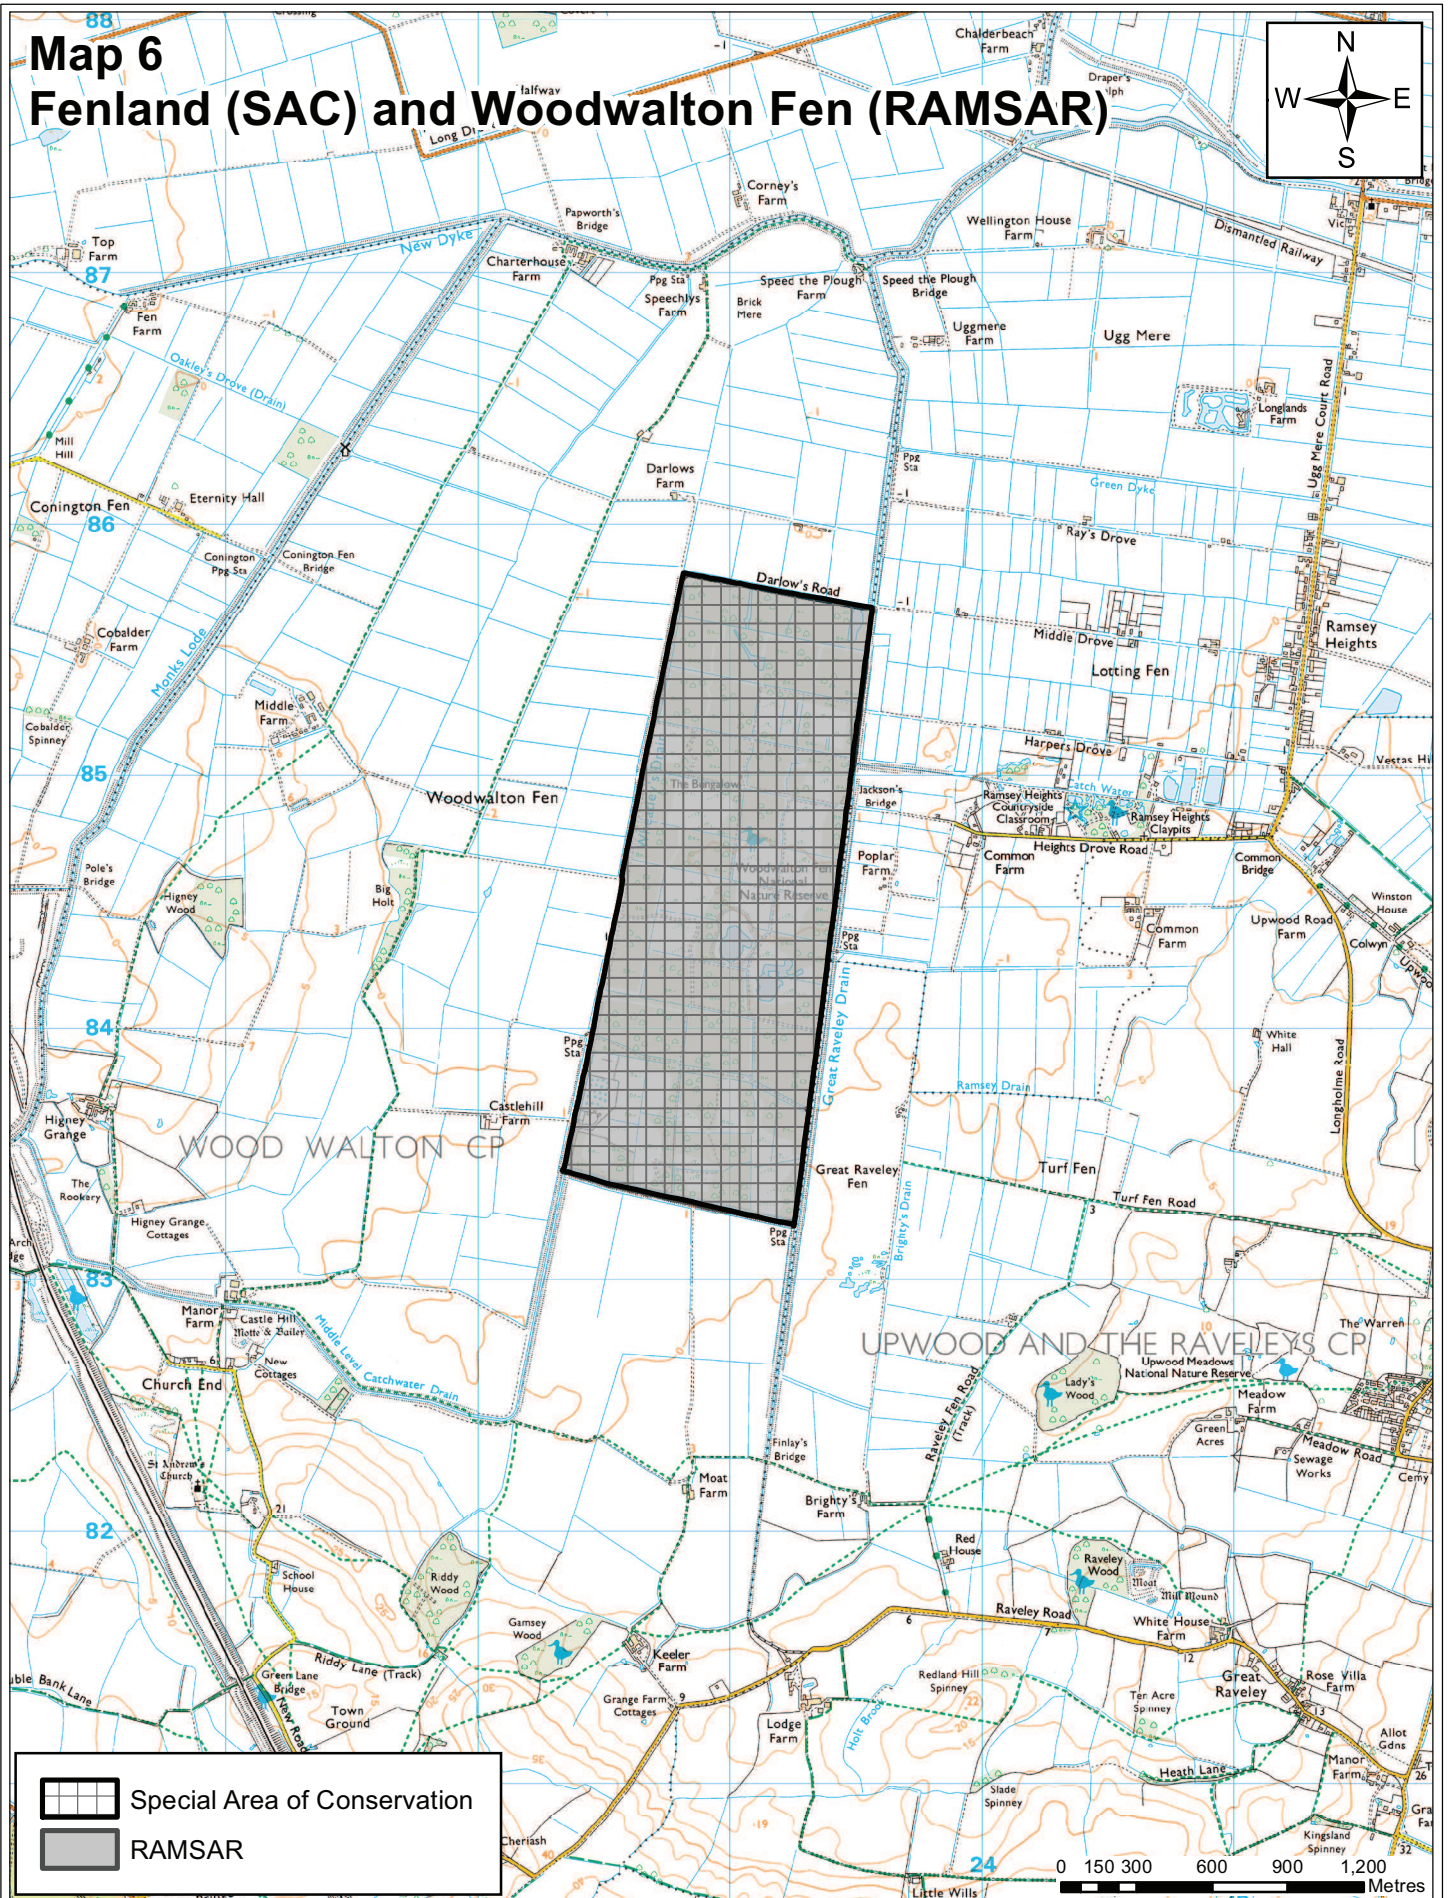 88
Map 6
Fenland (SAC) and Woodwalton Fen (RAMSAR)
N
W E
S
Chalderbeach
Farm
Draper's
Halfway
Corney's
Farm
Papworth's
Bridge
Wellington House
Farm
Dismantled Railway
Top
Farm
New Dyke
Charterhouse
Farm
87
Ppg Sta
Speechlys
Farm
Brick
Mere
Speed the Plough
Farm
Speed the Plough
Bridge
Fen
Farm
Uggmere
Farm
Ugg Mere
Oakley's Drove (Drain)
Ugg Mere Court Road
Longlands
Farm
Mill
Hill
Darlows
Farm
Ppg
Sta
Green Dyke
Eternity Hall
Conington Fen
86
Ray's Drove
Conington
Ppg Sta
Conington Fen
Bridge
Darlow's Road
Middle Drove
Ramsey
Heights
Cobalder
Farm
Monks Lode
Lotting Fen
Middle
Farm
Cobalder
Spinney
Harpers Drove
85
The Bungalow
Woodwalton Fen
Jackson's
Bridge
Catch Water
Ramsey Heights
Countryside
Classroom
Ramsey Heights
Claypits
Heights Drove Road
Common
Farm
Common
Bridge
Pole's
Bridge
Poplar
Farm
Higney
Wood
Big
Holt
Woodwalton Fen
National
Nature Reserve
Winston
House
Upwood Road
Farm
Colwyn
Common
Farm
Ppg
Sta
84
Ppg
Sta
Great Raveley Drain
White
Hall
Longholme Road
Ramsey Drain
Castlehill
Farm
Higney
Grange
WOOD WALTON CP
The
Rookery
Great Raveley
Fen
Turf Fen
Turf Fen Road
Brighty's Drain
Higney Grange
Cottages
Ppg
Sta
83
Manor
Farm
Castle Hill
Motte & Bailey
Middle Level
Catchwater Drain
New
Cottages
The Warren
UPWOOD AND THE RAVELEYS CP
Upwood Meadows
National Nature Reserve
Lady's
Wood
Meadow
Farm
Church End
Raveley Fen Road
(Track)
Green
Acres
Meadow Road
Sewage
Works
Cemy
Finlay's
Bridge
St Andrew's
Church
Moat
Farm
Brighty's
Farm
21
82
Red
House
Raveley
Wood
Moat
Mill Mound
School
House
Riddy
Wood
Gamsey
Wood
Raveley Road
White House
Farm
Riddy Lane (Track)
Keeler
Farm
Green Lane
Bridge
New Road
Town
Ground
Redland Hill
Spinney
Great
Raveley
Rose Villa
Farm
Grange Farm
Cottages
Lodge
Farm
Holt Brook
Ten Acre
Spinney
Allot
Gdns
Manor
Farm
Heath Lane
Slade
Spinney
Kingsland
Spinney
Special Area of Conservation
RAMSAR
Cheriash
24
Little Wills
0 150 300 600 900 1,200
Metres